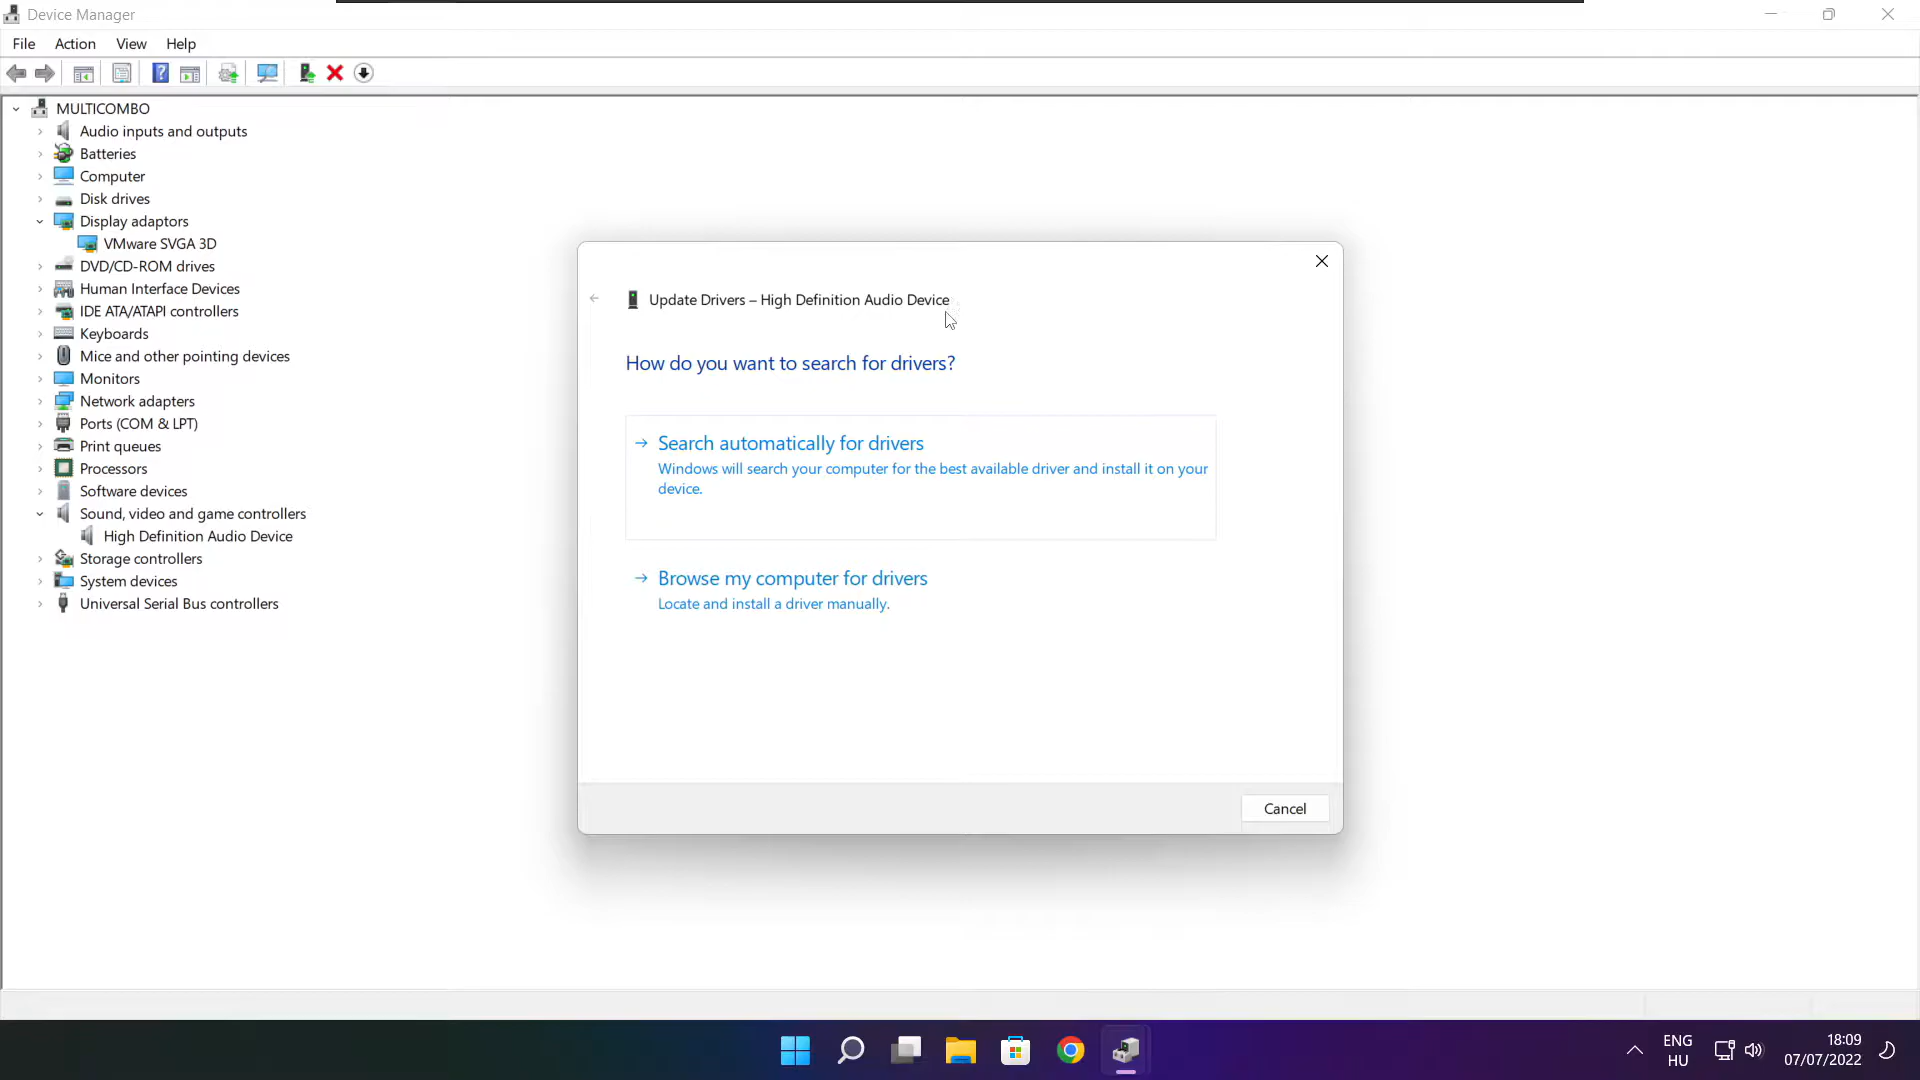 Device Manager
File Action View Help
MULTICOMBO
Audio inputs and outputs
Batteries
Computer
Disk drives
Display adaptors
VMware SVGA 3D
DVD/CD-ROM drives
Human Interface Devices
IDE ATA/ATAPI controllers
Keyboards
Mice and other pointing devices
Monitors
Network adapters
Ports (COM & LPT)
Print queues
Processors
Software devices
Sound, video and game controllers
High Definition Audio Device
Storage controllers
System devices
Universal Serial Bus controllers
Update Drivers – High Definition Audio Device
How do you want to search for drivers?
Search automatically for drivers
Windows will search your computer for the best available driver and install it on your
device.
Browse my computer for drivers
Locate and install a driver manually.
Cancel
ENG
HU
18:09
07/07/2022